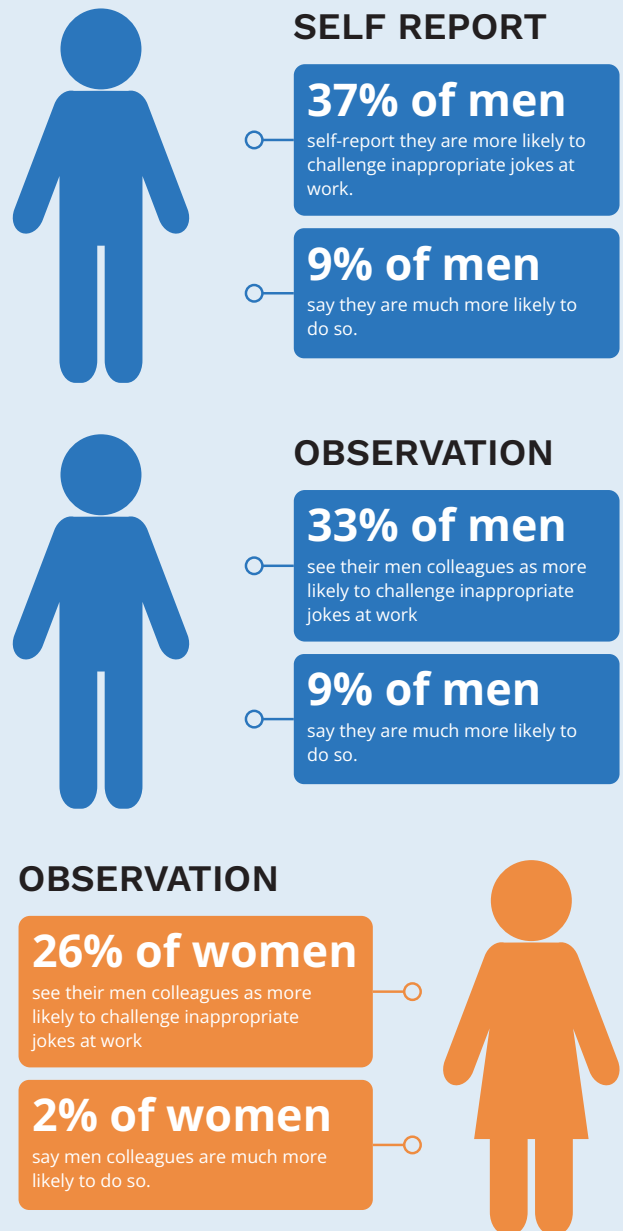 SELF REPORT
37% of men
self-report they are more likely to
challenge inappropriate jokes at
work.
9% of men
say they are much more likely to
do so.
OBSERVATION
33% of men
see their men colleagues as more
likely to challenge inappropriate
jokes at work
9% of men
say they are much more likely to
do so.
OBSERVATION
26% of women
see their men colleagues as more
likely to challenge inappropriate
jokes at work
2% of women
say men colleagues are much more
likely to do so.